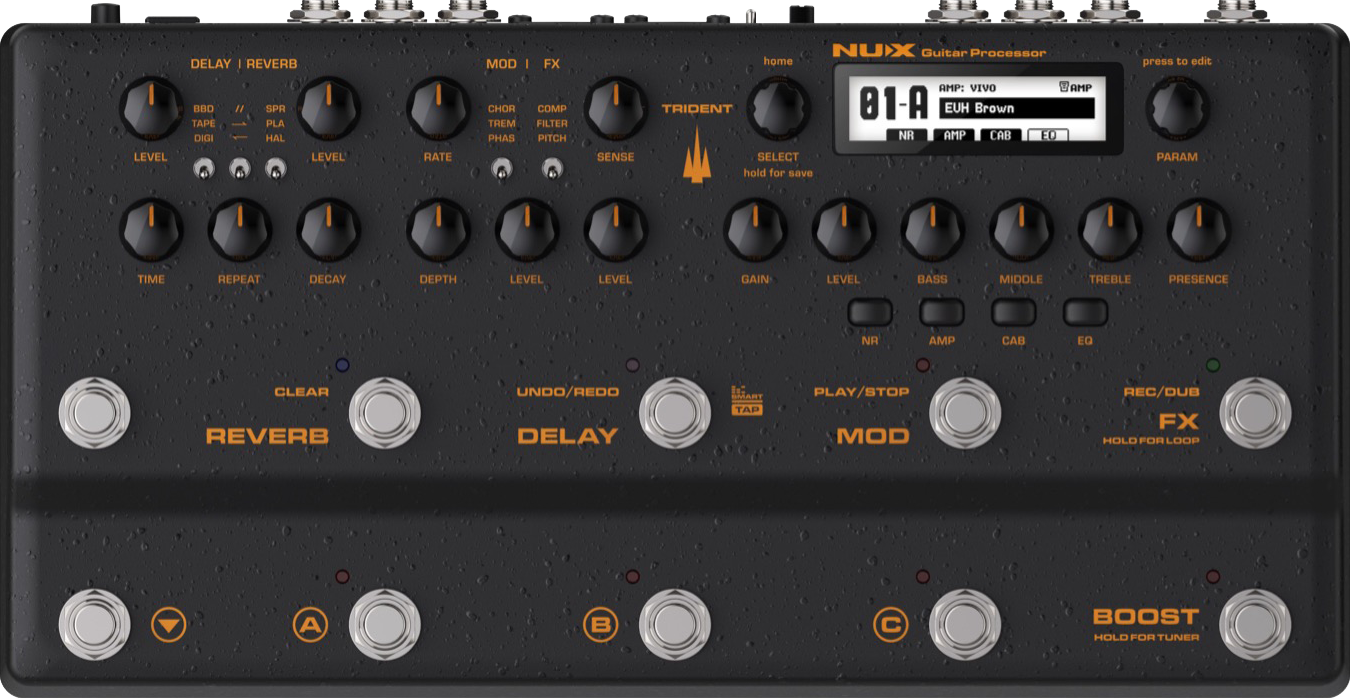 NUX Guitar Processor
DELAY | REVERB
MOD | FX
home
press to edit
BBD // SPR
TAPE PLA
DIGI HAL
CHOR COMP
TREM FILTER
PHAS PITCH
TRIDENT
01-A
AMP: VIVO
AMP
EVH Brown
NR AMP CAB EQ
LEVEL
LEVEL
RATE
SENSE
SELECT
hold for save
PARAM
TIME
REPEAT
DECAY
DEPTH
LEVEL
LEVEL
GAIN
LEVEL
BASS
MIDDLE
TREBLE
PRESENCE
NR
AMP
CAB
EQ
CLEAR
REVERB
UNDO/REDO
DELAY
SMART
TAP
PLAY/STOP
MOD
REC/DUB
FX
HOLD FOR LOOP
A
B
C
BOOST
HOLD FOR TUNER